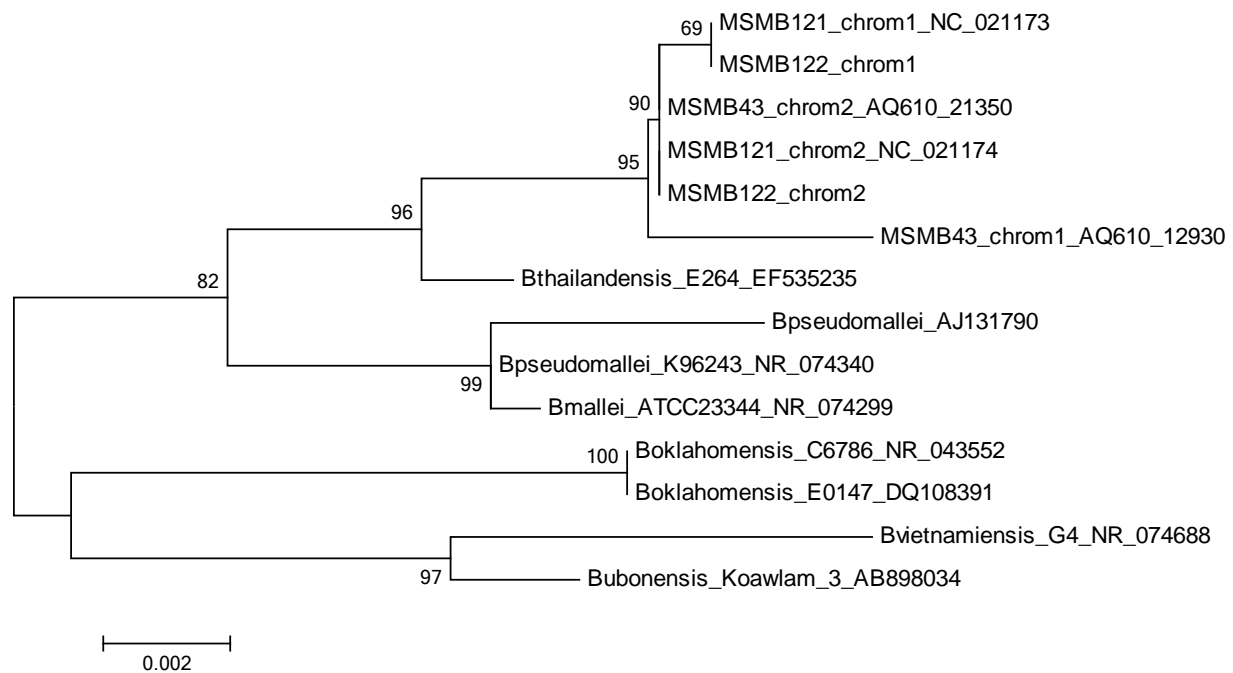 69
MSMB121_chrom1_NC_021173
MSMB122_chrom1
90
MSMB43_chrom2_AQ610_21350
MSMB121_chrom2_NC_021174
95
MSMB122_chrom2
96
MSMB43_chrom1_AQ610_12930
82
Bthailandensis_E264_EF535235
Bpseudomallei_AJ131790
Bpseudomallei_K96243_NR_074340
99
Bmallei_ATCC23344_NR_074299
100
Boklahomensis_C6786_NR_043552
Boklahomensis_E0147_DQ108391
Bvietnamiensis_G4_NR_074688
97
Bubonensis_Koawlam_3_AB898034
0.002